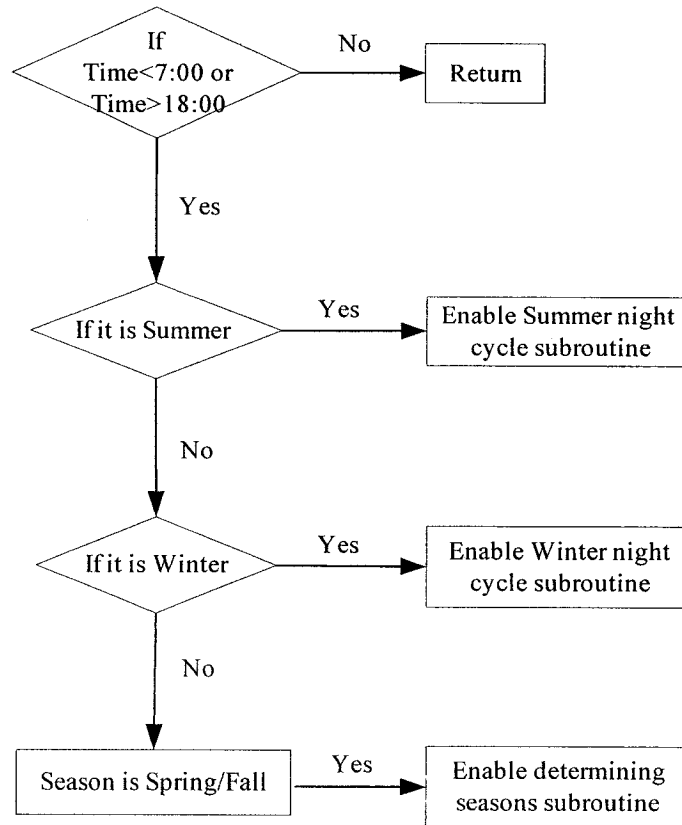 If
Time<7:00 or
Time>18:00
No
Return
Yes
If it is Summer
Yes
Enable Summer night
cycle subroutine
No
If it is Winter
Yes
Enable Winter night
cycle subroutine
No
Season is Spring/Fall
Yes
Enable determining
seasons subroutine